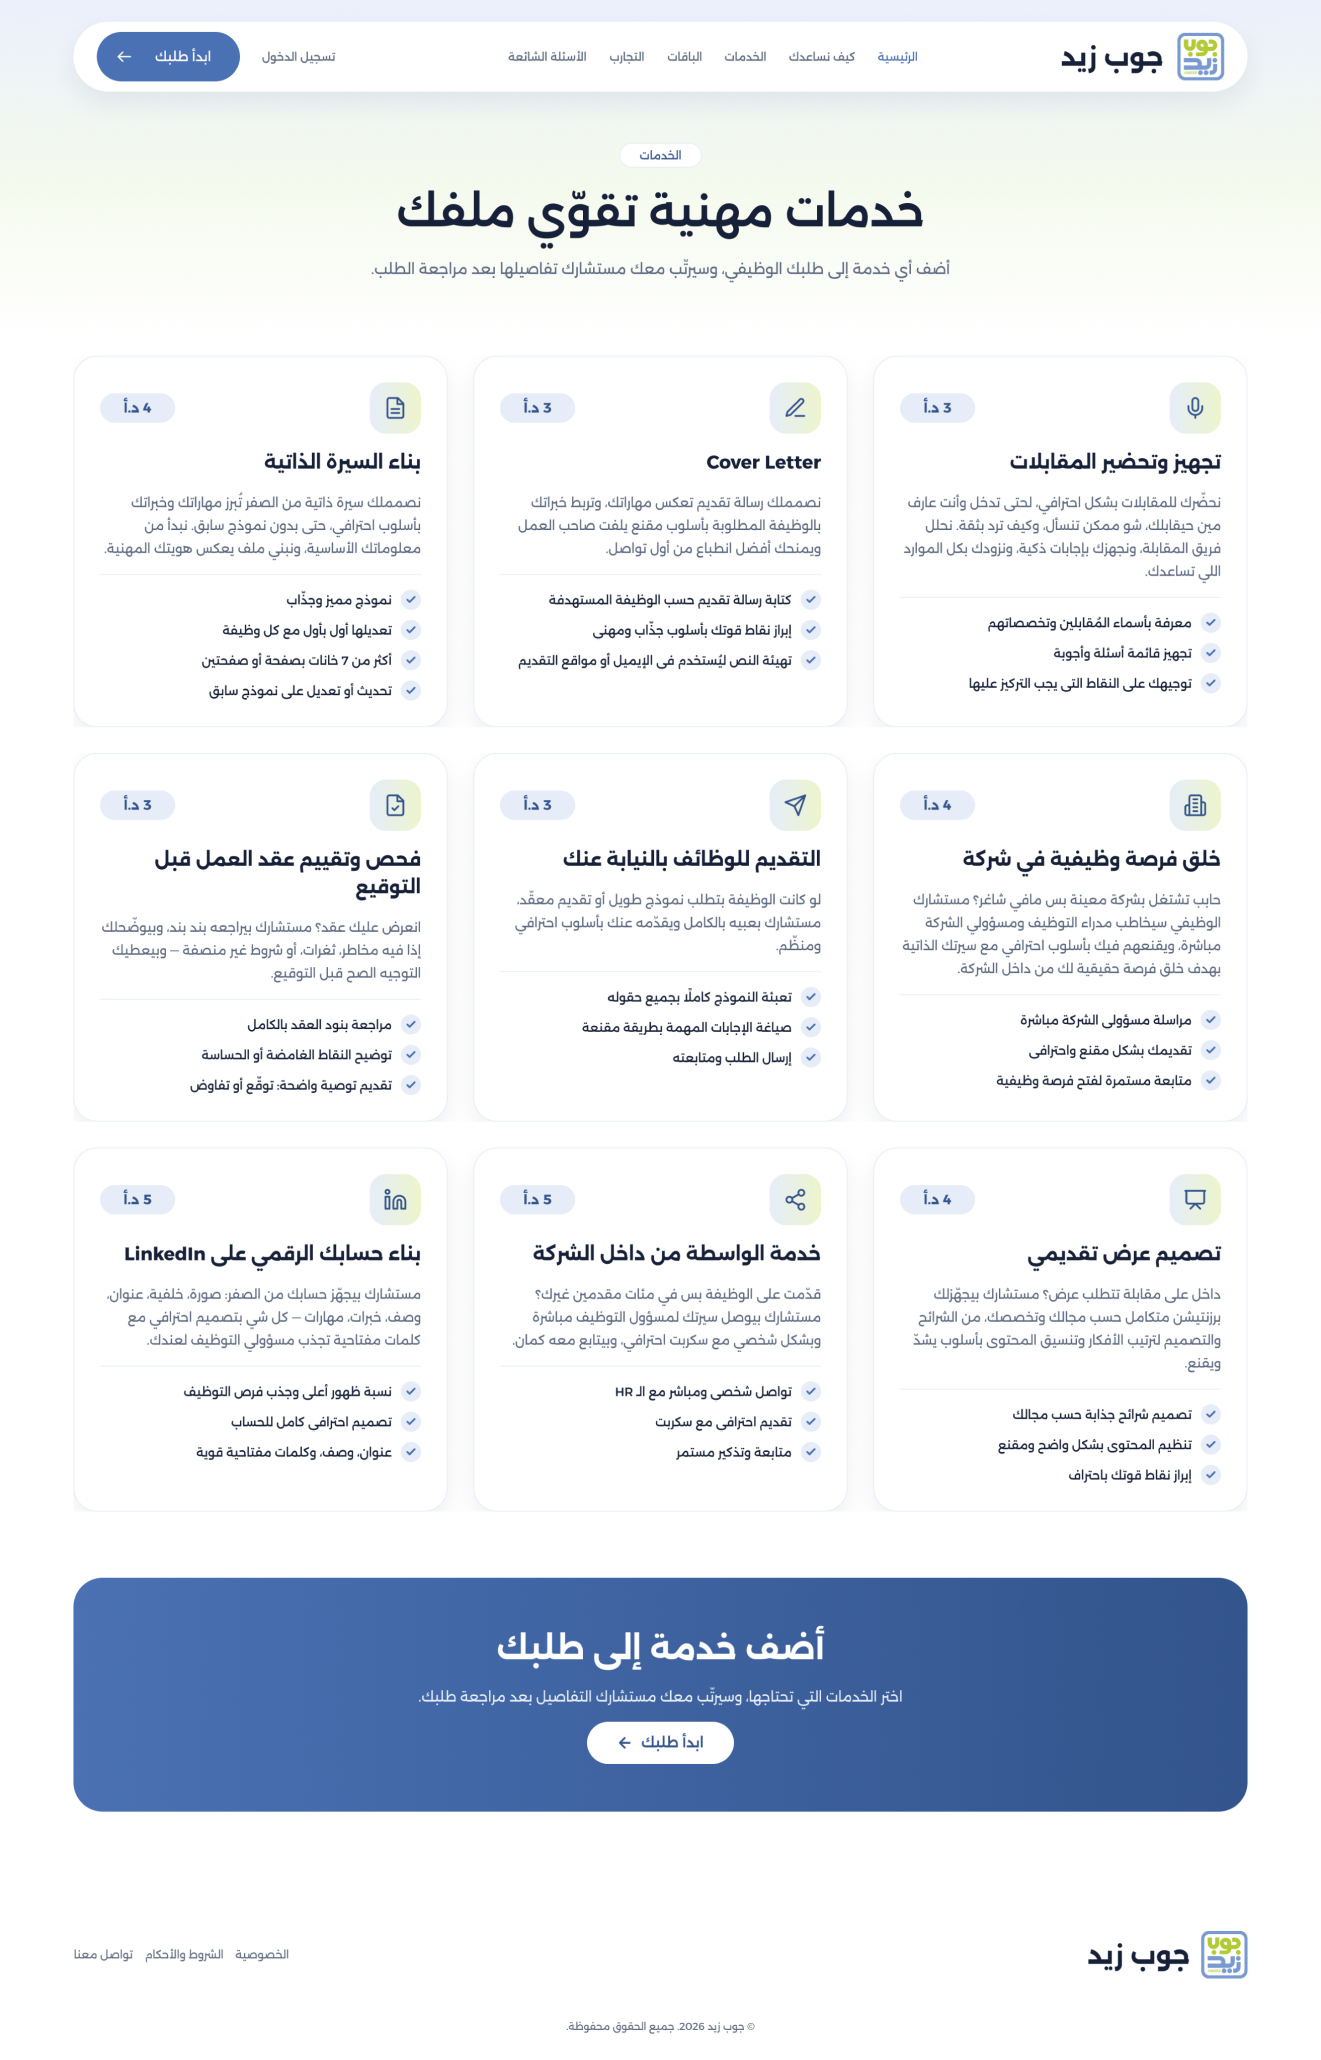 جوب زيد
جوب زيد
الرئيسية
كيف نساعدك
الخدمات
الباقات
التجارب
الأسئلة الشائعة
تسجيل الدخول
ابدأ طلبك
الخدمات
خدمات مهنية تقوّي ملفك
أضف أي خدمة إلى طلبك الوظيفي، وسيرتّب معك مستشارك تفاصيلها بعد مراجعة الطلب.
3 د.أ
تجهيز وتحضير المقابلات
نحضّرك للمقابلات بشكل احترافي، لحتى تدخل وأنت عارف
مين حيقابلك، شو ممكن تنسأل، وكيف ترد بثقة. نحلل
فريق المقابلة، ونجهزك بإجابات ذكية، ونزودك بكل الموارد
اللي تساعدك.
معرفة بأسماء المُقابلين وتخصصاتهم
تجهيز قائمة أسئلة وأجوبة
توجيهك على النقاط التي يجب التركيز عليها
3 د.أ
Cover Letter
نصمملك رسالة تقديم تعكس مهاراتك، وتربط خبراتك
بالوظيفة المطلوبة بأسلوب مقنع يلفت صاحب العمل
ويمنحك أفضل انطباع من أول تواصل.
كتابة رسالة تقديم حسب الوظيفة المستهدفة
إبراز نقاط قوتك بأسلوب جذّاب ومهني
تهيئة النص ليُستخدم في الإيميل أو مواقع التقديم
4 د.أ
بناء السيرة الذاتية
نصمملك سيرة ذاتية من الصفر تُبرز مهاراتك وخبراتك
بأسلوب احترافي، حتى بدون نموذج سابق. نبدأ من
معلوماتك الأساسية، ونبني ملف يعكس هويتك المهنية.
نموذج مميز وجذّاب
تعديلها أول بأول مع كل وظيفة
أكثر من 7 خانات بصفحة أو صفحتين
تحديث أو تعديل على نموذج سابق
4 د.أ
خلق فرصة وظيفية في شركة
حابب تشتغل بشركة معينة بس مافي شاغر؟ مستشارك
الوظيفي سيخاطب مدراء التوظيف ومسؤولي الشركة
مباشرة، ويقنعهم فيك بأسلوب احترافي مع سيرتك الذاتية
بهدف خلق فرصة حقيقية لك من داخل الشركة.
مراسلة مسؤولي الشركة مباشرة
تقديمك بشكل مقنع واحترافي
متابعة مستمرة لفتح فرصة وظيفية
3 د.أ
التقديم للوظائف بالنيابة عنك
لو كانت الوظيفة بتطلب نموذج طويل أو تقديم معقّد،
مستشارك بعبيه بالكامل ويقدّمه عنك بأسلوب احترافي
ومنظّم.
تعبئة النموذج كاملًا بجميع حقوله
صياغة الإجابات المهمة بطريقة مقنعة
إرسال الطلب ومتابعته
3 د.أ
فحص وتقييم عقد العمل قبل
التوقيع
انعرض عليك عقد؟ مستشارك بيراجعه بند بند، وبيوضّحلك
إذا فيه مخاطر، ثغرات، أو شروط غير منصفة — وبيعطيك
التوجيه الصح قبل التوقيع.
مراجعة بنود العقد بالكامل
توضيح النقاط الغامضة أو الحساسة
تقديم توصية واضحة: توقّع أو تفاوض
4 د.أ
تصميم عرض تقديمي
داخل على مقابلة تتطلب عرض؟ مستشارك بيجهّزلك
برزنتيشن متكامل حسب مجالك وتخصصك، من الشرائح
والتصميم لترتيب الأفكار وتنسيق المحتوى بأسلوب يشدّ
ويقنع.
تصميم شرائح جذابة حسب مجالك
تنظيم المحتوى بشكل واضح ومقنع
إبراز نقاط قوتك باحتراف
5 د.أ
خدمة الواسطة من داخل الشركة
قدّمت على الوظيفة بس في مئات مقدمين غيرك؟
مستشارك بيوصل سيرتك لمسؤول التوظيف مباشرة
وبشكل شخصي مع سكربت احترافي، وبيتابع معه كمان.
تواصل شخصي ومباشر مع الـ HR
تقديم احترافي مع سكربت
متابعة وتذكير مستمر
5 د.أ
بناء حسابك الرقمي على LinkedIn
مستشارك بيجهّز حسابك من الصفر: صورة، خلفية، عنوان،
وصف، خبرات، مهارات — كل شي بتصميم احترافي مع
كلمات مفتاحية تجذب مسؤولي التوظيف لعندك.
نسبة ظهور أعلى وجذب فرص التوظيف
تصميم احترافي كامل للحساب
عنوان، وصف، وكلمات مفتاحية قوية
أضف خدمة إلى طلبك
اختر الخدمات التي تحتاجها، وسيرتّب معك مستشارك التفاصيل بعد مراجعة طلبك.
ابدأ طلبك
جوب زيد
جوب زيد
الخصوصية
الشروط والأحكام
تواصل معنا
© جوب زيد 2026. جميع الحقوق محفوظة.